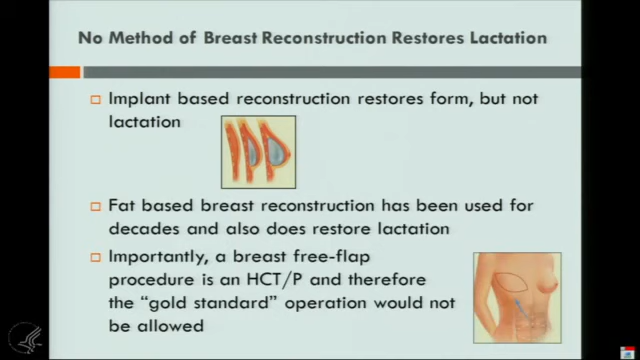 No Method of Breast Reconstruction Restores Lactation
Implant based reconstruction restores form, but not
lactation
Fat based breast reconstruction has been used for
decades and also does restore lactation
Importantly, a breast free-flap
procedure is an HCT/P and therefore
the “gold standard” operation would not
be allowed